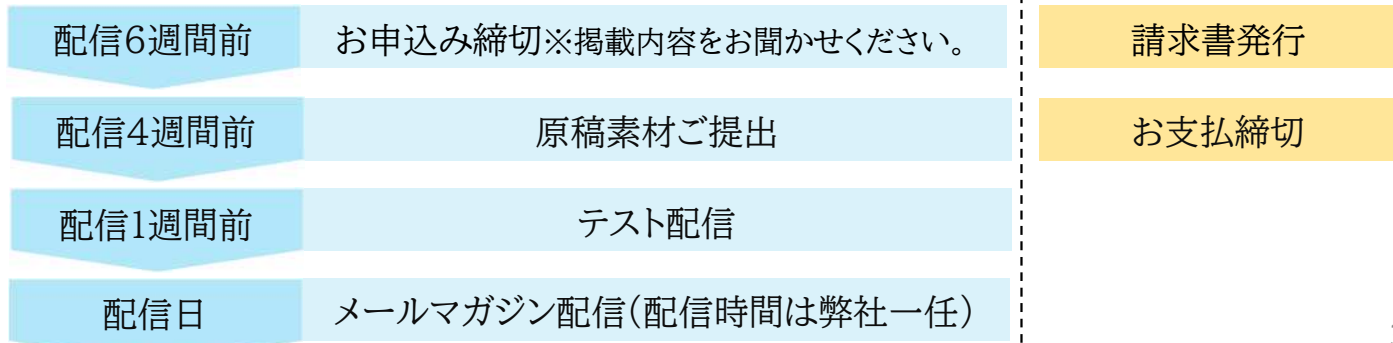 配信6週間前 お申込み締切※掲載内容をお聞かせください。 請求書発行
配信4週間前 原稿素材ご提出 お支払締切
配信1週間前 テスト配信
配信日 メールマガジン配信(配信時間は弊社一任)